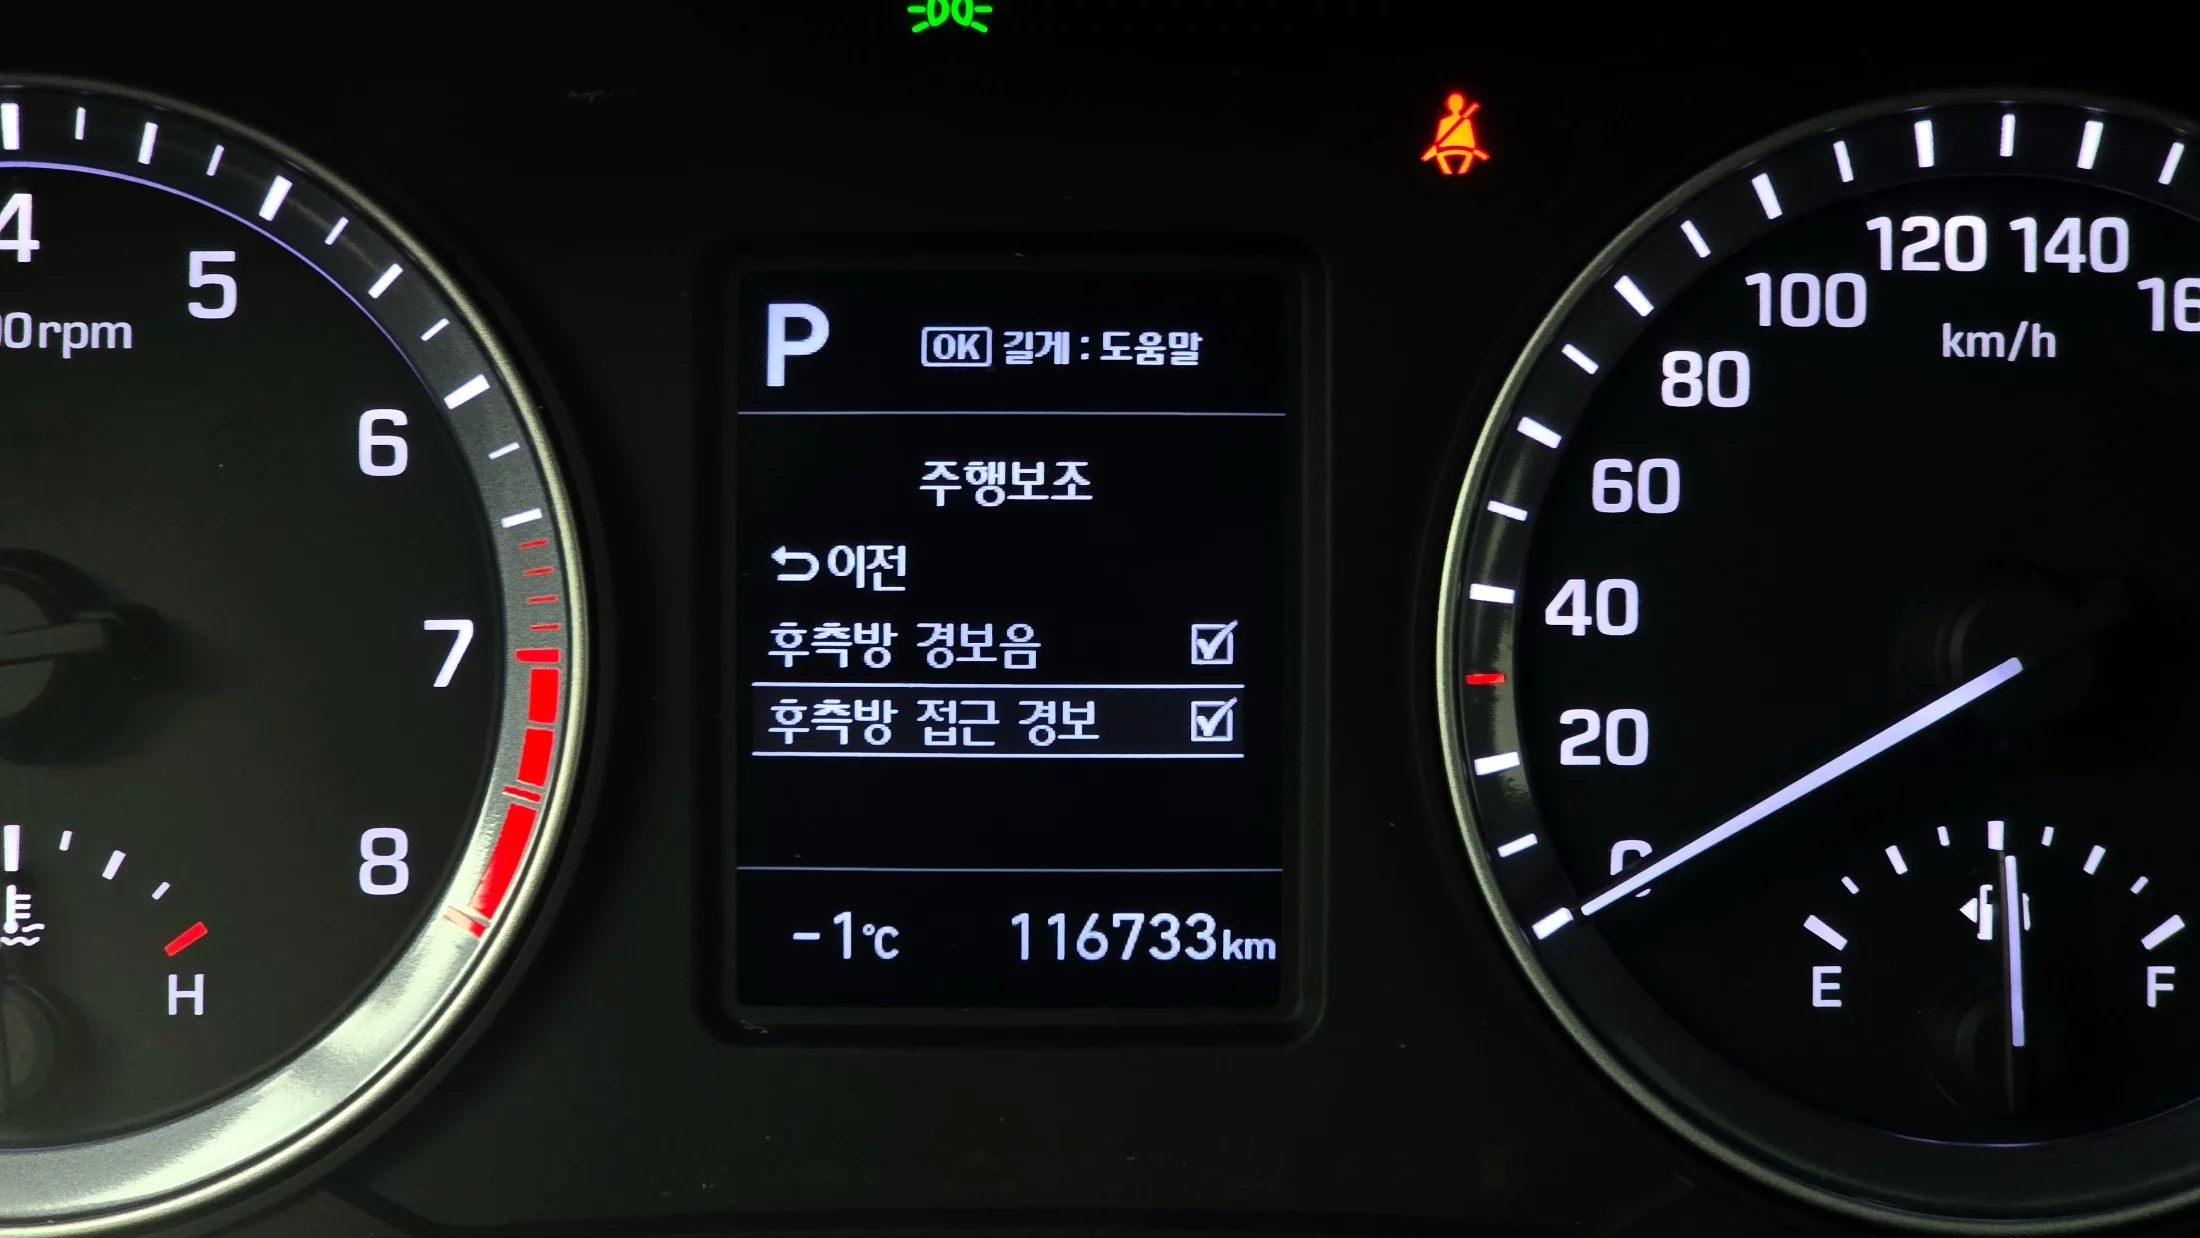 P
OK 길게 : 도움말
주행보조
이전
후측방 경보음
후측방 접근 경보
-1°C 116733km
4
5
6
7
8
rpm
H
0
20
40
60
80
100
120
140
km/h
E
F